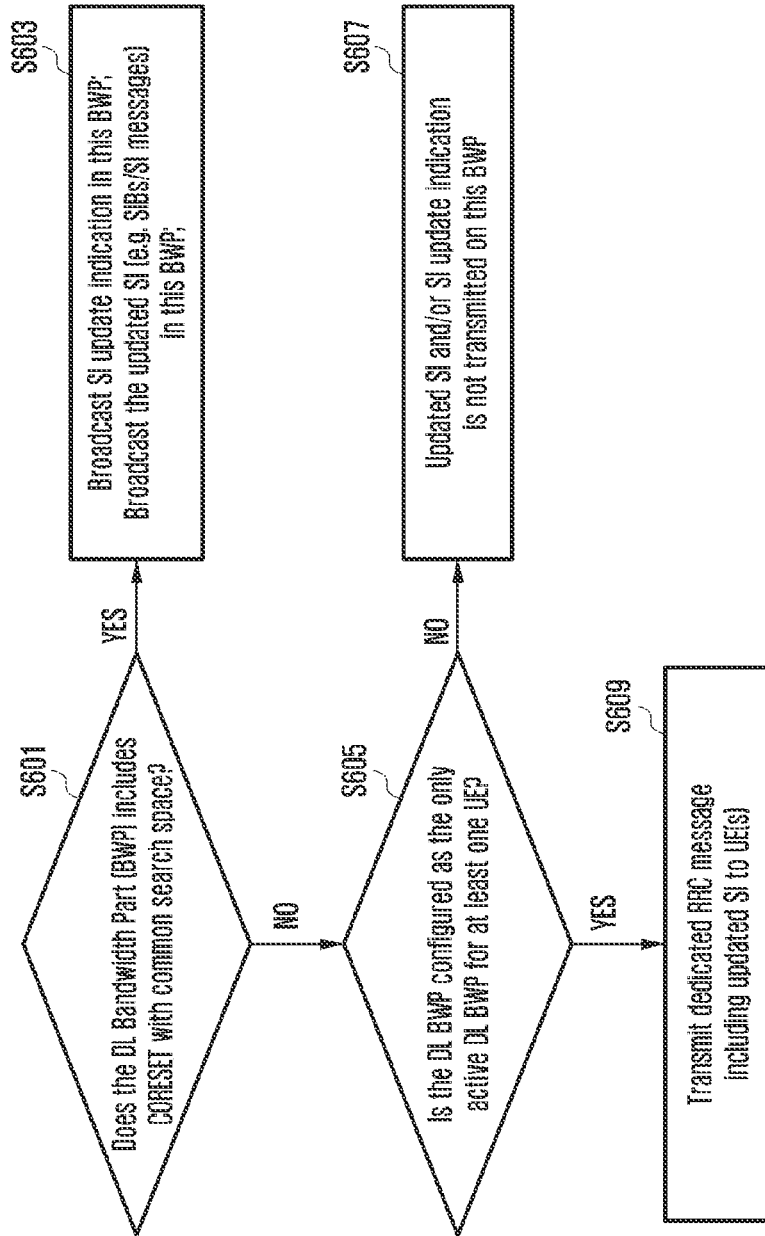 S601
Does the DL Bandwidth Part (BWP) includes
CORESET with common search space?
YES
S603
Broadcast SI update indication in this BWP;
Broadcast the updated SI (e.g. SIBs/SI messages)
in this BWP;
NO
S605
Is the DL BWP configured as the only
active DL BWP for at least one UE?
NO
S607
Updated SI and/or SI update indication
is not transmitted on this BWP
YES
S609
Transmit dedicated RRC message
including updated SI to UE(s)